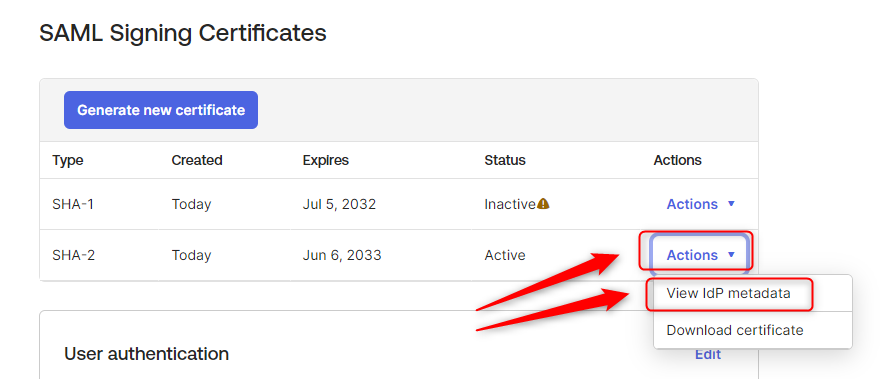 SAML Signing Certificates
Generate new certificate
Type Created Expires Status Actions
SHA-1 Today Jul 5, 2032 Inactive Actions
SHA-2 Today Jun 6, 2033 Active Actions
View IdP metadata
Download certificate
User authentication Edit